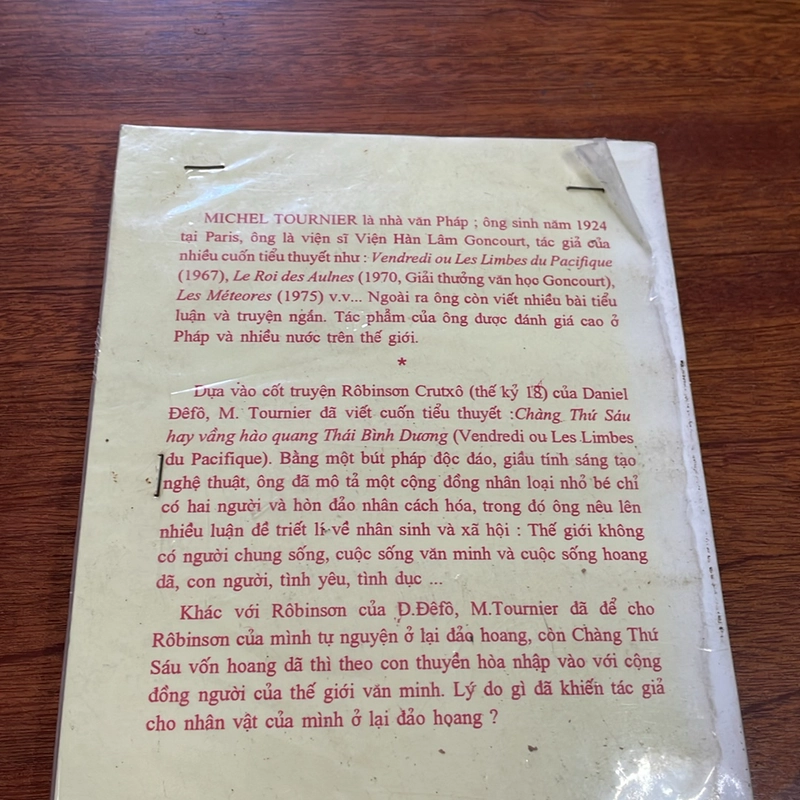 MICHEL TOURNIER là nhà văn Pháp ; ông sinh năm 1924
tại Paris, ông là viện sĩ Viện Hàn Lâm Goncourt, tác giả của
nhiều cuốn tiểu thuyết như : Vendredi ou Les Limbes du Pacifique
(1967), Le Roi des Aulnes (1970, Giải thưởng văn học Goncourt),
Les Méteores (1975) v.v... Ngoài ra ông còn viết nhiều bài tiểu
luận và truyện ngắn. Tác phẩm của ông được đánh giá cao ở
Pháp và nhiều nước trên thế giới.
*
Dựa vào cốt truyện Rôbinsơn Crutxô (thế kỷ 18) của Daniel
Đêfô, M. Tournier đã viết cuốn tiểu thuyết :Chàng Thứ Sáu
hay vầng hào quang Thái Bình Dương (Vendredi ou Les Limbes
du Pacifique). Bằng một bút pháp độc đáo, giầu tính sáng tạo
nghệ thuật, ông đã mô tả một cộng đồng nhân loại nhỏ bé chỉ
có hai người và hòn đảo nhân cách hóa, trong đó ông nêu lên
nhiều luận đề triết lí về nhân sinh và xã hội : Thế giới không
có người chung sống, cuộc sống văn minh và cuộc sống hoang
dã, con người, tình yêu, tình dục ...
Khác với Rôbinsơn của D.Đêfô, M.Tournier đã để cho
Rôbinsơn của mình tự nguyện ở lại đảo hoang, còn Chàng Thứ
Sáu vốn hoang dã thì theo con thuyền hòa nhập vào với cộng
đồng người của thế giới văn minh. Lý do gì đã khiến tác giả
cho nhân vật của mình ở lại đảo hoang ?